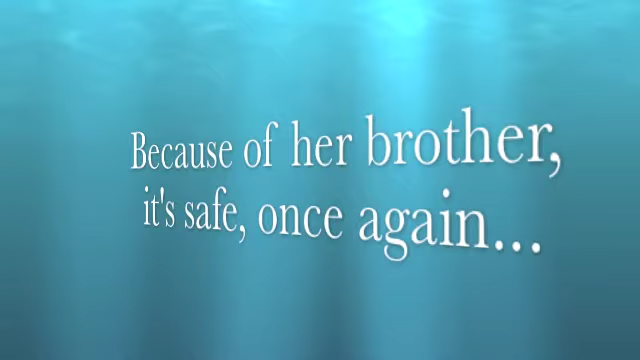 Because of her brother,
it's safe, once again...